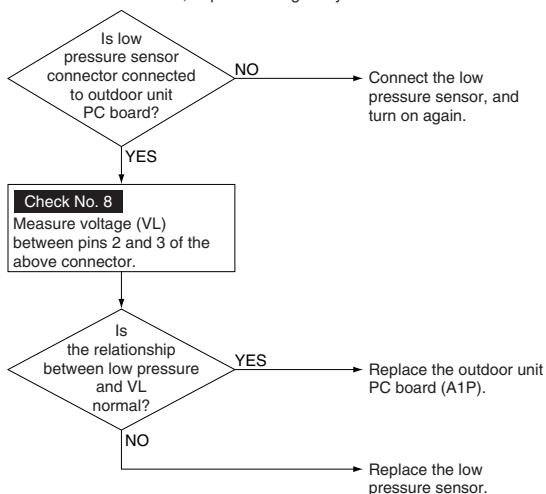 Is low
pressure sensor
connector connected
to outdoor unit
PC board?
NO
Connect the low
pressure sensor, and
turn on again.
YES
Check No. 8
Measure voltage (VL)
between pins 2 and 3 of the
above connector.
Is
the relationship
between low pressure
and VL
normal?
YES
Replace the outdoor unit
PC board (A1P).
NO
Replace the low
pressure sensor.